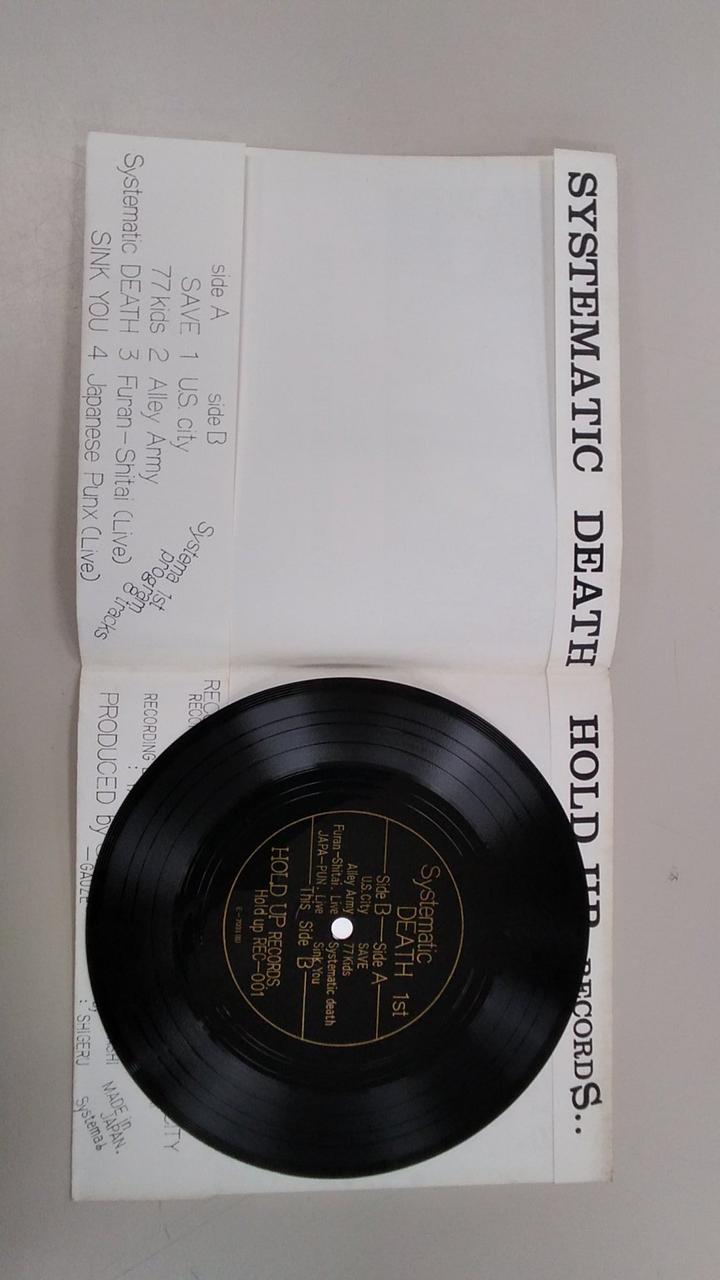 SYSTEMATIC DEATH HOLD UP RECORDS..
side A side B
SAVE 1 U.S. city
77 kids 2 Alley Army
Systematic DEATH 3 Furan-Shitai (Live)
SINK YOU 4 Japanese Punx (Live)
Systema 1st
program
tracks
RECORDING
PRODUCED by
-GAUZE
: SHIGERU
MADE in
JAPAN.
Systematic
DEATH 1st
Side B Side A
U.S.City SAVE
Alley Army 77Kids
Furan-Shitai. Live Systematic death
JAPA-PUN. Live Sink You
This Side B
HOLD UP RECORDS
Hold up REC-001